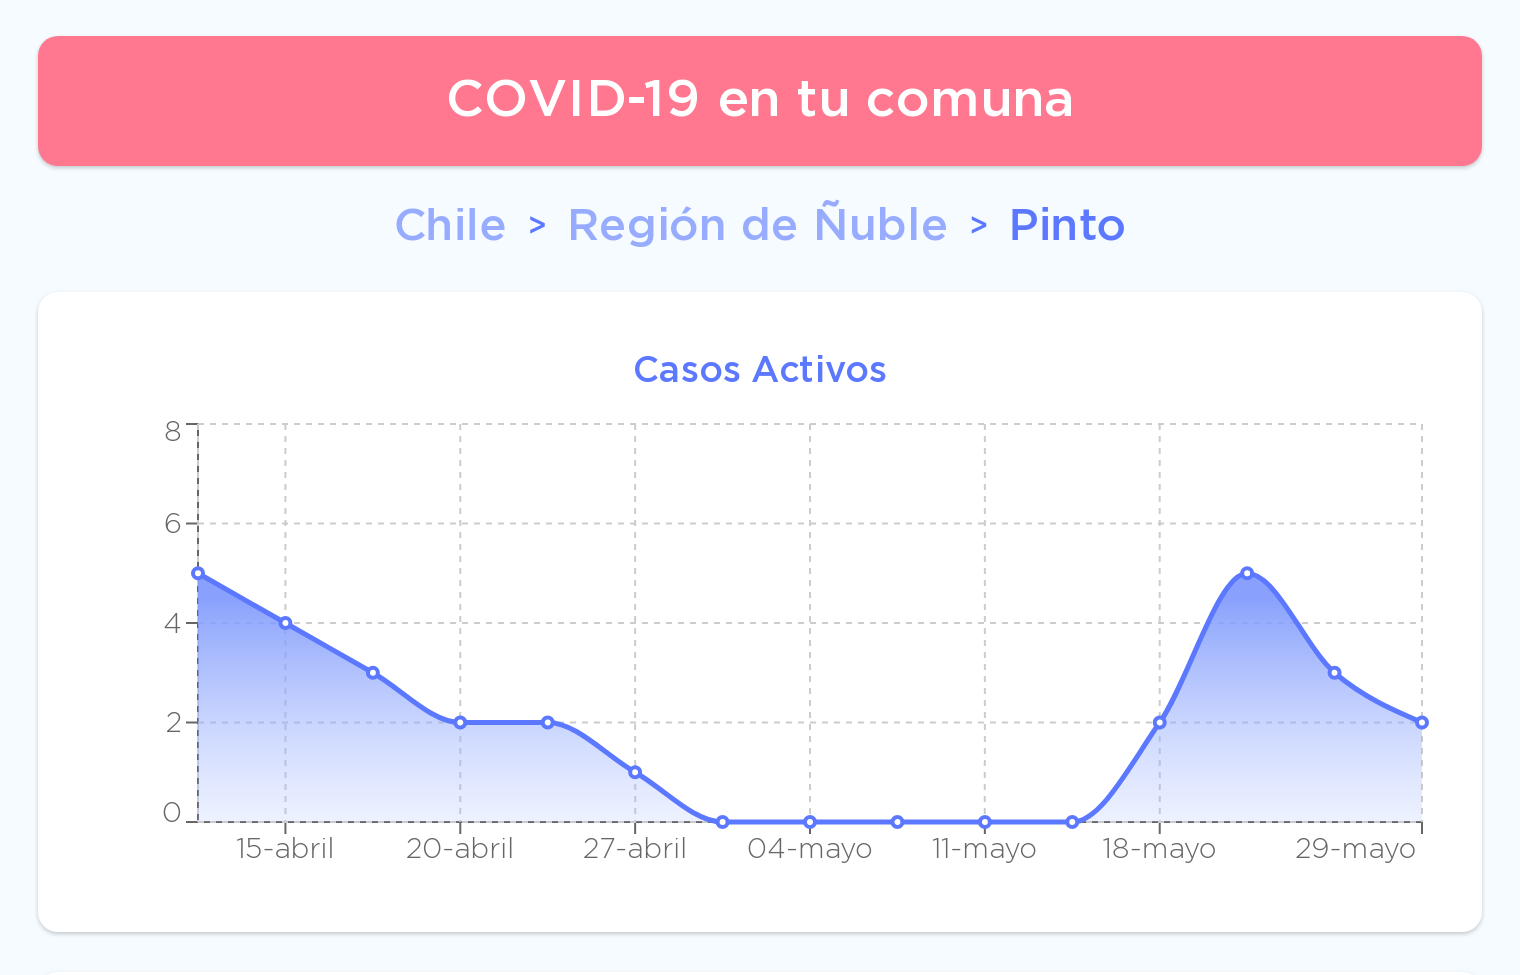 COVID-19 en tu comuna
Chile > Región de Ñuble > Pinto
Casos Activos
8
6
4
2
0
15-abril 20-abril 27-abril 04-mayo 11-mayo 18-mayo 29-mayo